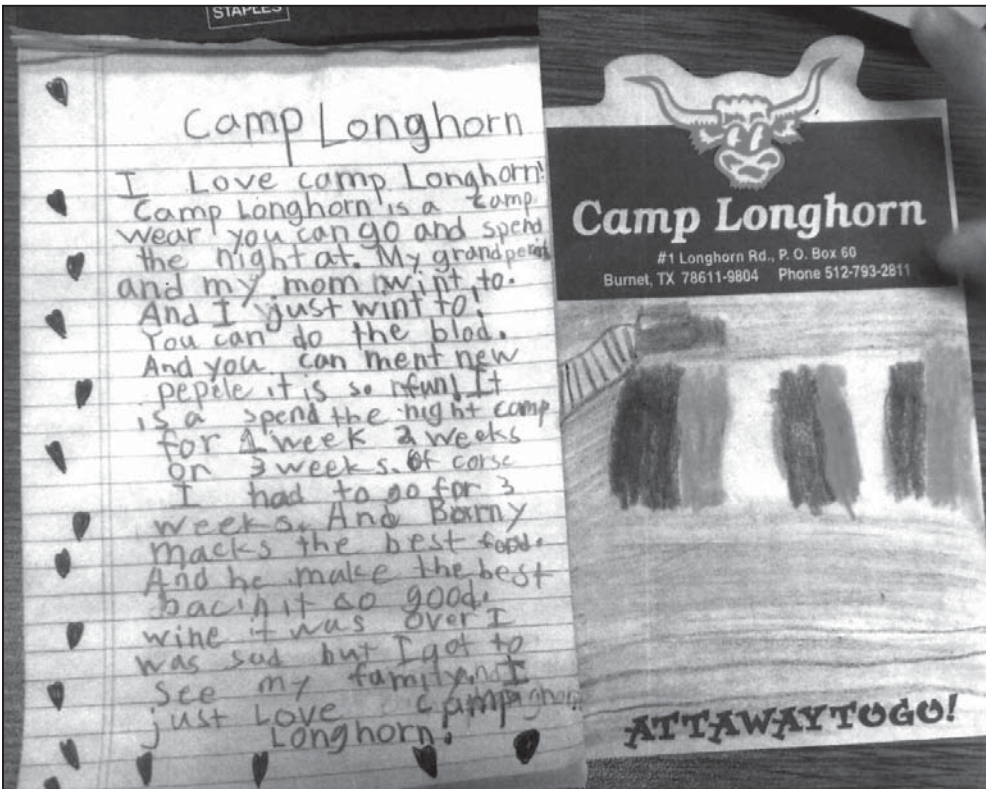 STAPLES
Camp Longhorn
I Love camp Longhorn!
Camp Longhorn is a camp
wear you can go and spend
the night at. My grandperint
and my mom wint to.
And I just wint to!
You can do the blod.
And you can ment new
pepele it is so fun! It
is a spend the night camp
for 1 week 2 weeks
on 3 weeks. Of corse
I had to go for 3
weeks. And Barny
macks the best food.
And he make the best
bacin it so good.
wine it was over I
was sad but I got to
see my family. And I
just Love camp
Longhorn!
Camp Longhorn
#1 Longhorn Rd., P. O. Box 60
Burnet, TX 78611-9804 Phone 512-793-2811
ATTAWAYTOGO!